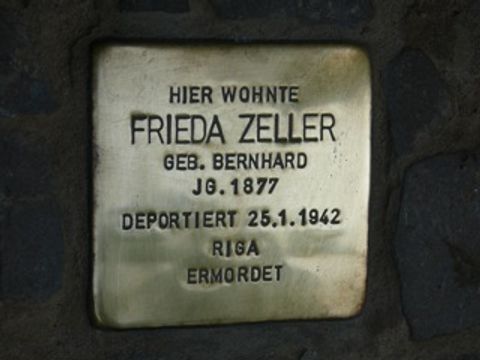 HIER WOHNTE
FRIEDA ZELLER
GEB. BERNHARD
JG. 1877
DEPORTIERT 25.1.1942
RIGA
ERMORDET